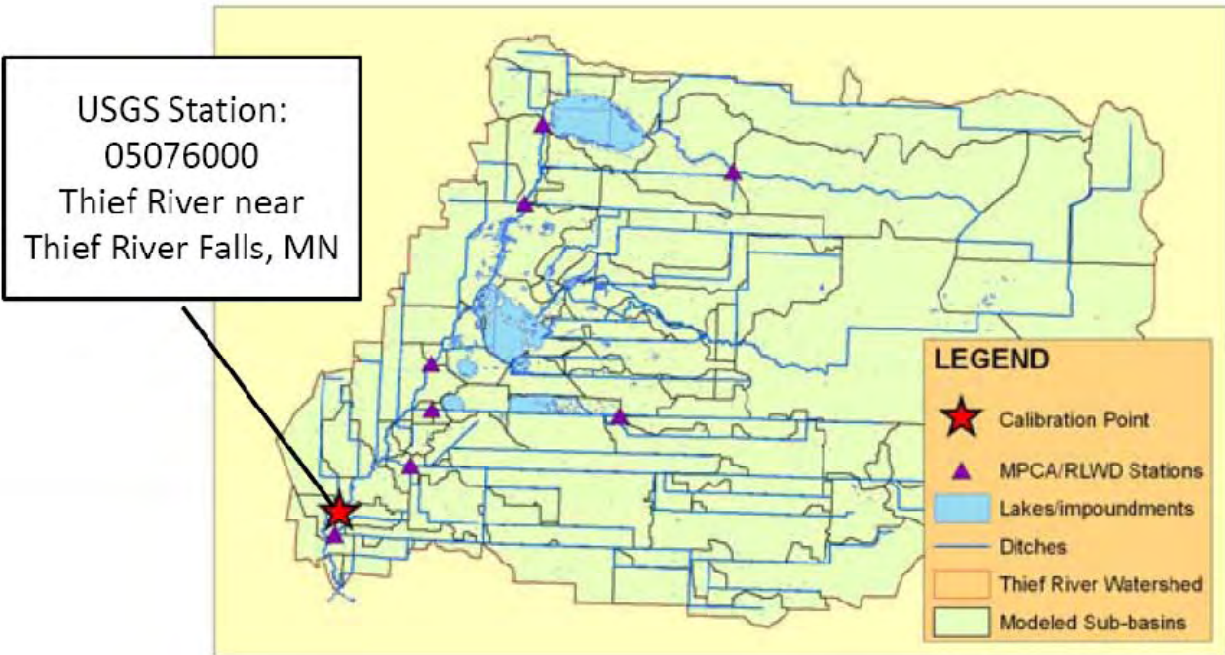 USGS Station:
05076000
Thief River near
Thief River Falls, MN
LEGEND
Calibration Point
MPCA/RLWD Stations
Lakes/impoundments
Ditches
Thief River Watershed
Modeled Sub-basins